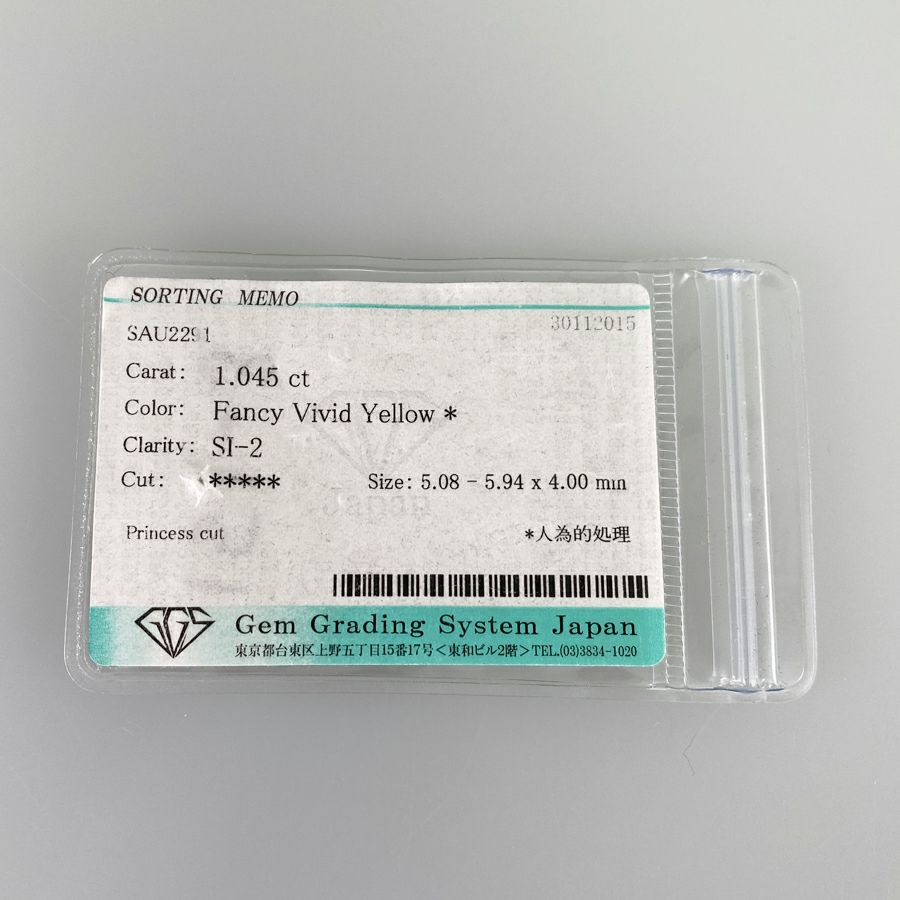 SORTING MEMO
30112015
SAU2291
Carat: 1.045 ct
Color: Fancy Vivid Yellow *
Clarity: SI-2
Cut: ***** Size: 5.08 - 5.94 x 4.00 mm
Princess cut *人為的処理
GGS Gem Grading System Japan
東京都台東区上野五丁目15番17号<東和ビル2階>TEL.(03)3834-1020